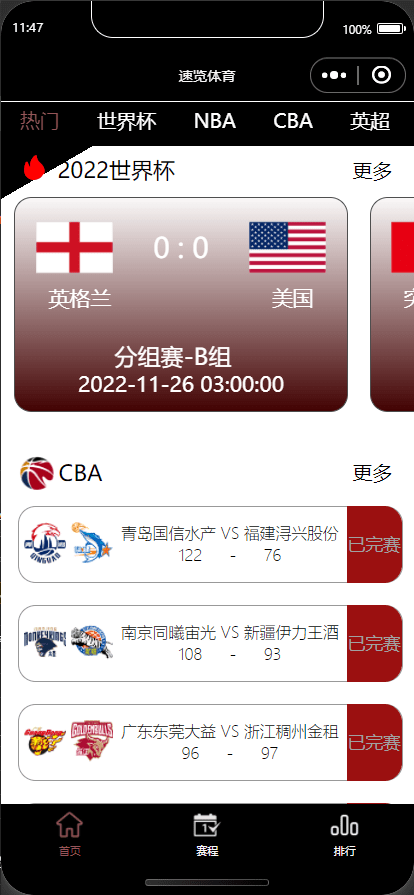 11:47
100%
速览体育
热门 世界杯 NBA CBA 英超
2022世界杯 更多
0 : 0
英格兰 美国 突
分组赛-B组
2022-11-26 03:00:00
CBA 更多
青岛国信水产 VS 福建浔兴股份
122 - 76
已完赛
南京同曦宙光 VS 新疆伊力王酒
108 - 93
已完赛
广东东莞大益 VS 浙江稠州金租
96 - 97
已完赛
首页 赛程 排行